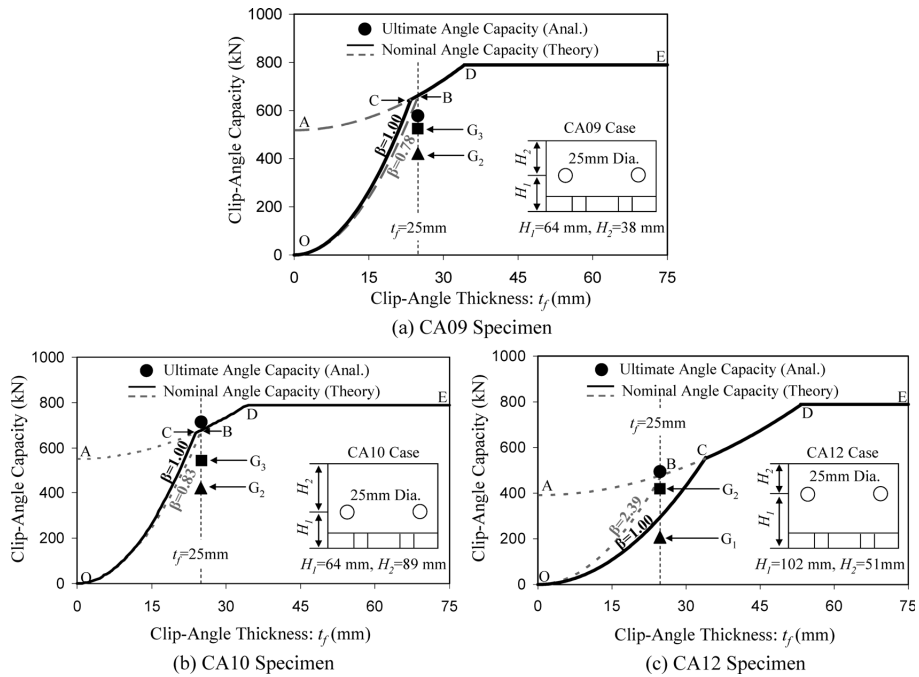 1000
800
600
400
200
0
Clip-Angle Capacity (kN)
Ultimate Angle Capacity (Anal.)
Nominal Angle Capacity (Theory)
A
C
B
D
E
β=1.00
β=0.78
G3
G2
O
tf=25mm
CA09 Case
25mm Dia.
H2
H1
H1=64 mm, H2=38 mm
0 15 30 45 60 75
Clip-Angle Thickness: tf (mm)
(a) CA09 Specimen
1000
800
600
400
200
0
Clip-Angle Capacity (kN)
Ultimate Angle Capacity (Anal.)
Nominal Angle Capacity (Theory)
A
C
B
D
E
β=1.00
β=0.83
G3
G2
O
tf=25mm
CA10 Case
25mm Dia.
H2
H1
H1=64 mm, H2=89 mm
0 15 30 45 60 75
Clip-Angle Thickness: tf (mm)
(b) CA10 Specimen
1000
800
600
400
200
0
Clip-Angle Capacity (kN)
Ultimate Angle Capacity (Anal.)
Nominal Angle Capacity (Theory)
tf=25mm
A
B
C
D
E
β=2.39
β=1.00
G2
G1
O
CA12 Case
25mm Dia.
H2
H1
H1=102 mm, H2=51mm
0 15 30 45 60 75
Clip-Angle Thickness: tf (mm)
(c) CA12 Specimen